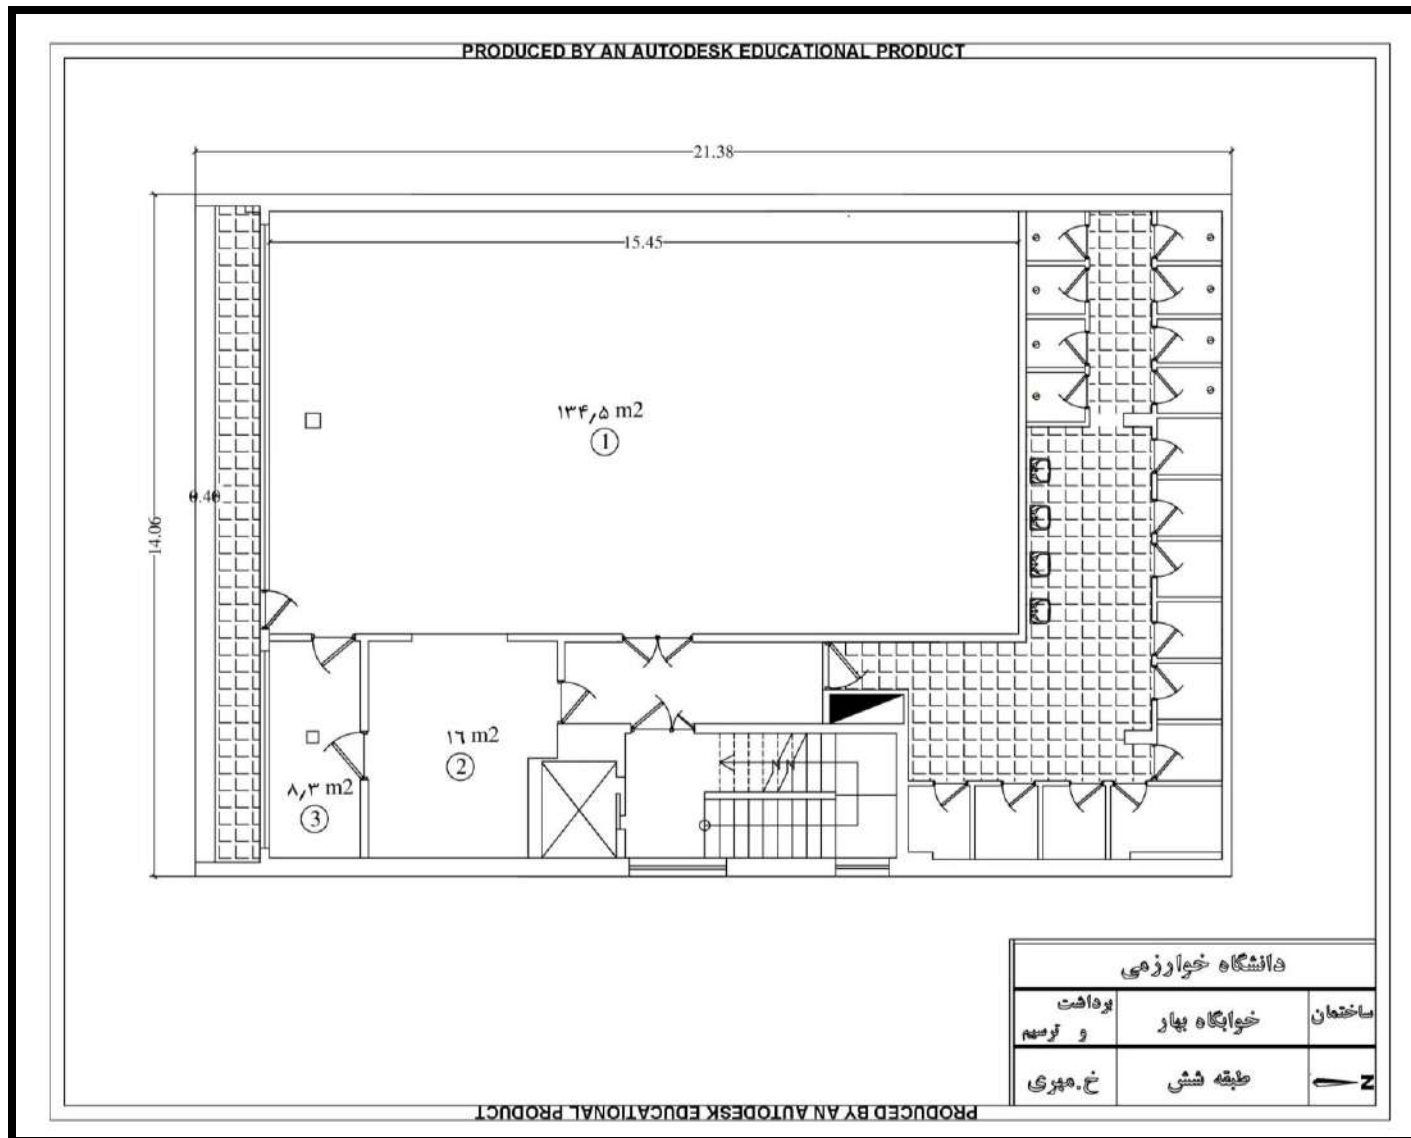 PRODUCED BY AN AUTODESK EDUCATIONAL PRODUCT
21.38
15.45
۱۳۴٫۵ m2
1
0.40
14.06
۱۶ m2
2
۸٫۳ m2
3
دانشگاه خوارزمی
ساختمان خوابگاه بهار برداشت و ترسیم
N طبقه شش خ.مهری
PRODUCED BY AN AUTODESK EDUCATIONAL PRODUCT